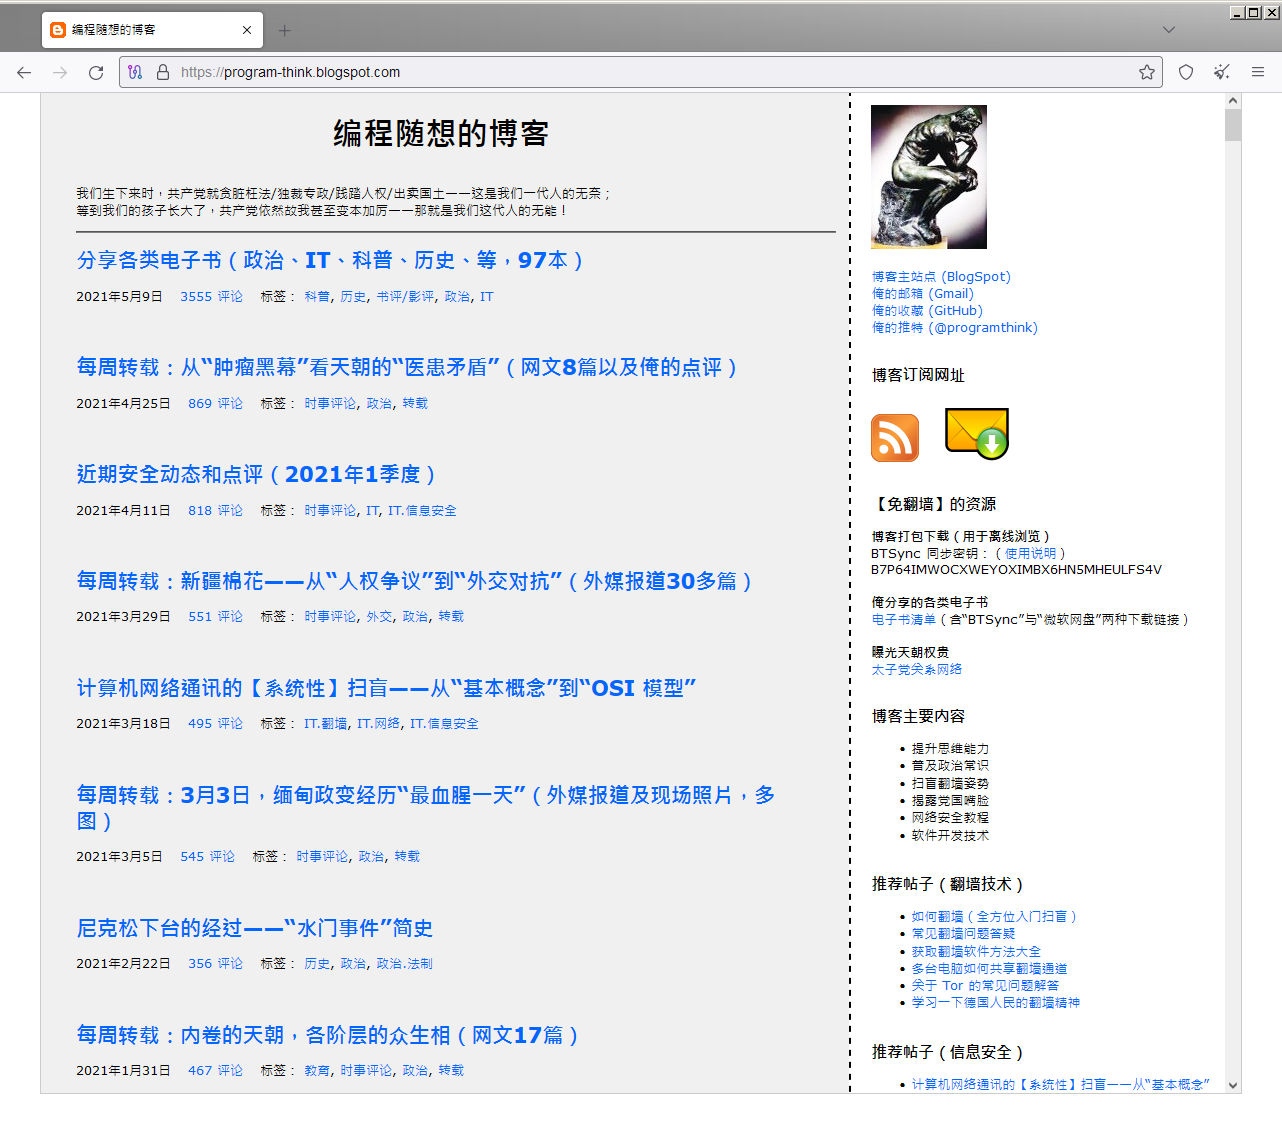 编程随想的博客
https://program-think.blogspot.com
编程随想的博客
我们生下来时，共产党就贪脏枉法/独裁专政/践踏人权/出卖国土——这是我们一代人的无奈；
等到我们的孩子长大了，共产党依然故我甚至变本加厉——那就是我们这代人的无能！
分享各类电子书（政治、IT、科普、历史、等，97本）
2021年5月9日 3555 评论 标签： 科普, 历史, 书评/影评, 政治, IT
每周转载：从“肿瘤黑幕”看天朝的“医患矛盾”（网文8篇以及俺的点评）
2021年4月25日 869 评论 标签： 时事评论, 政治, 转载
近期安全动态和点评（2021年1季度）
2021年4月11日 818 评论 标签： 时事评论, IT, IT.信息安全
每周转载：新疆棉花——从“人权争议”到“外交对抗”（外媒报道30多篇）
2021年3月29日 551 评论 标签： 时事评论, 外交, 政治, 转载
计算机网络通讯的【系统性】扫盲——从“基本概念”到“OSI 模型”
2021年3月18日 495 评论 标签： IT.翻墙, IT.网络, IT.信息安全
每周转载：3月3日，缅甸政变经历“最血腥一天”（外媒报道及现场照片，多
图）
2021年3月5日 545 评论 标签： 时事评论, 政治, 转载
尼克松下台的经过——“水门事件”简史
2021年2月22日 356 评论 标签： 历史, 政治, 政治.法制
每周转载：内卷的天朝，各阶层的众生相（网文17篇）
2021年1月31日 467 评论 标签： 教育, 时事评论, 政治, 转载
博客主站点 (BlogSpot)
俺的邮箱 (Gmail)
俺的收藏 (GitHub)
俺的推特 (@programthink)
博客订阅网址
【免翻墙】的资源
博客打包下载（用于离线浏览）
BTSync 同步密钥：（使用说明）
B7P64IMWOCXWEYOXIMBX6HN5MHEULFS4V
俺分享的各类电子书
电子书清单（含“BTSync”与“微软网盘”两种下载链接）
曝光天朝权贵
太子党关系网络
博客主要内容
• 提升思维能力
• 普及政治常识
• 扫盲翻墙姿势
• 揭露党国嘴脸
• 网络安全教程
• 软件开发技术
推荐帖子（翻墙技术）
• 如何翻墙（全方位入门扫盲）
• 常见翻墙问题答疑
• 获取翻墙软件方法大全
• 多台电脑如何共享翻墙通道
• 关于 Tor 的常见问题解答
• 学习一下德国人民的翻墙精神
推荐帖子（信息安全）
• 计算机网络通讯的【系统性】扫盲——从“基本概念”